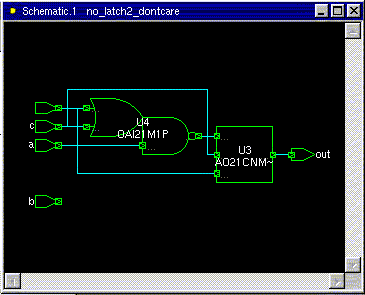 Schematic.1 no_latch2_dontcare
c
U4
OAI21M1P
a
U3
AO21CNM~
out
b